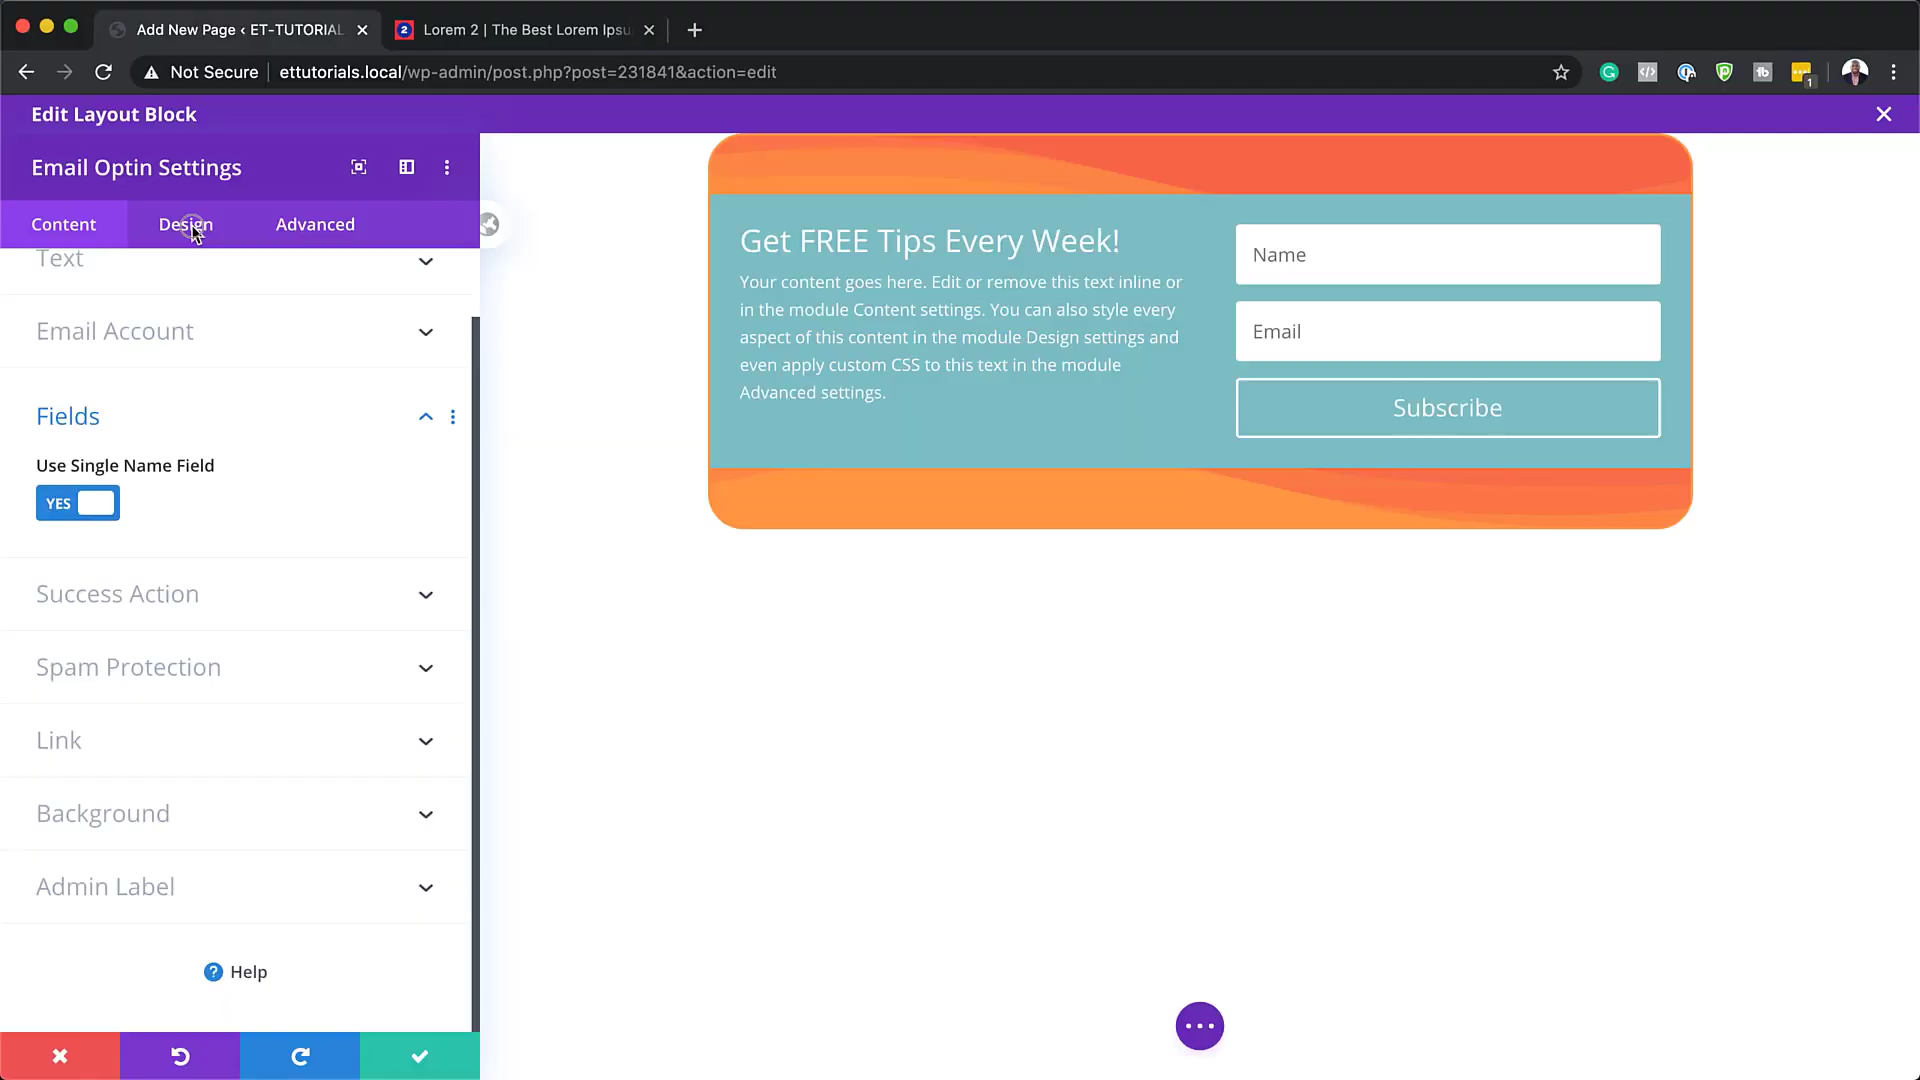 Add New Page ‹ ET-TUTORIAL
Lorem 2 | The Best Lorem Ipsu
Not Secure
ettutorials.local/wp-admin/post.php?post=231841&action=edit
1
Edit Layout Block
Email Optin Settings
Content
Design
Advanced
Text
Email Account
Fields
Use Single Name Field
YES
Success Action
Spam Protection
Link
Background
Admin Label
Help
Get FREE Tips Every Week!
Your content goes here. Edit or remove this text inline or
in the module Content settings. You can also style every
aspect of this content in the module Design settings and
even apply custom CSS to this text in the module
Advanced settings.
Name
Email
Subscribe